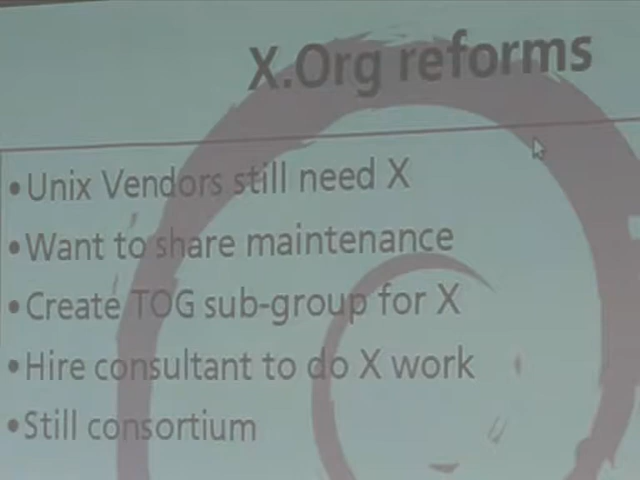 X.Org reforms
•Unix Vendors still need X
•Want to share maintenance
•Create TOG sub-group for X
•Hire consultant to do X work
•Still consortium